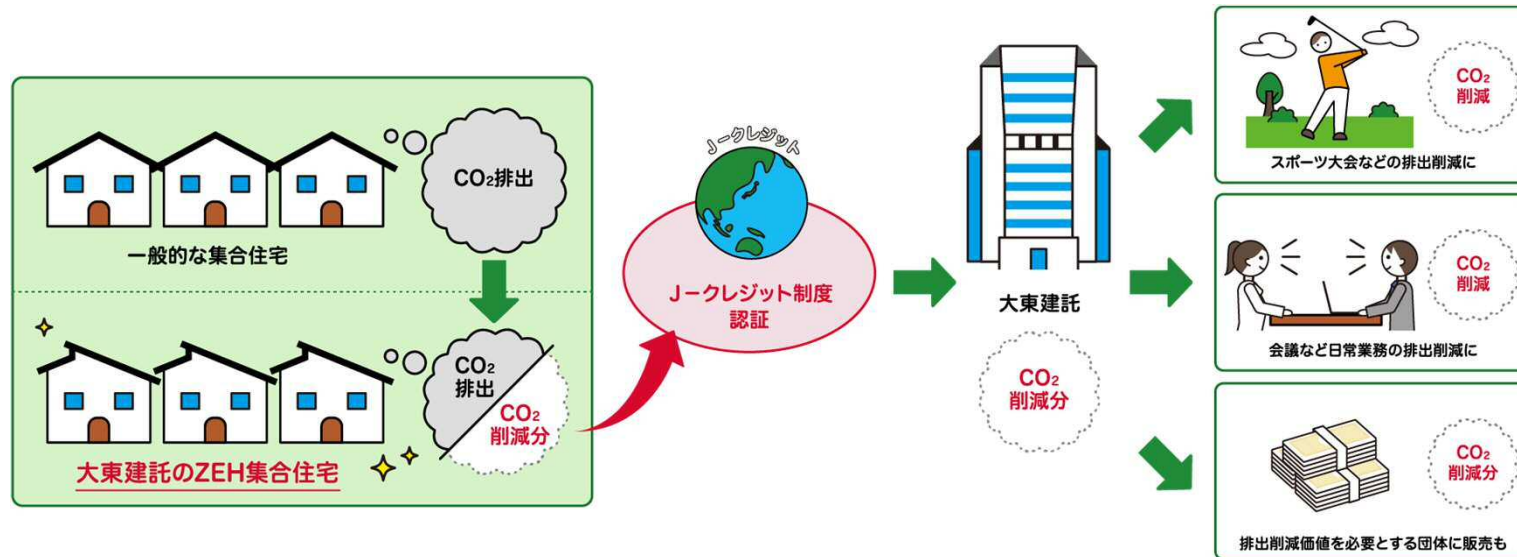 CO₂排出
一般的な集合住宅
CO₂
排出
CO₂
削減分
大東建託のZEH集合住宅
J-クレジット
J-クレジット制度
認証
大東建託
CO₂
削減分
CO₂
削減
スポーツ大会などの排出削減に
CO₂
削減
会議など日常業務の排出削減に
CO₂
削減分
排出削減価値を必要とする団体に販売も